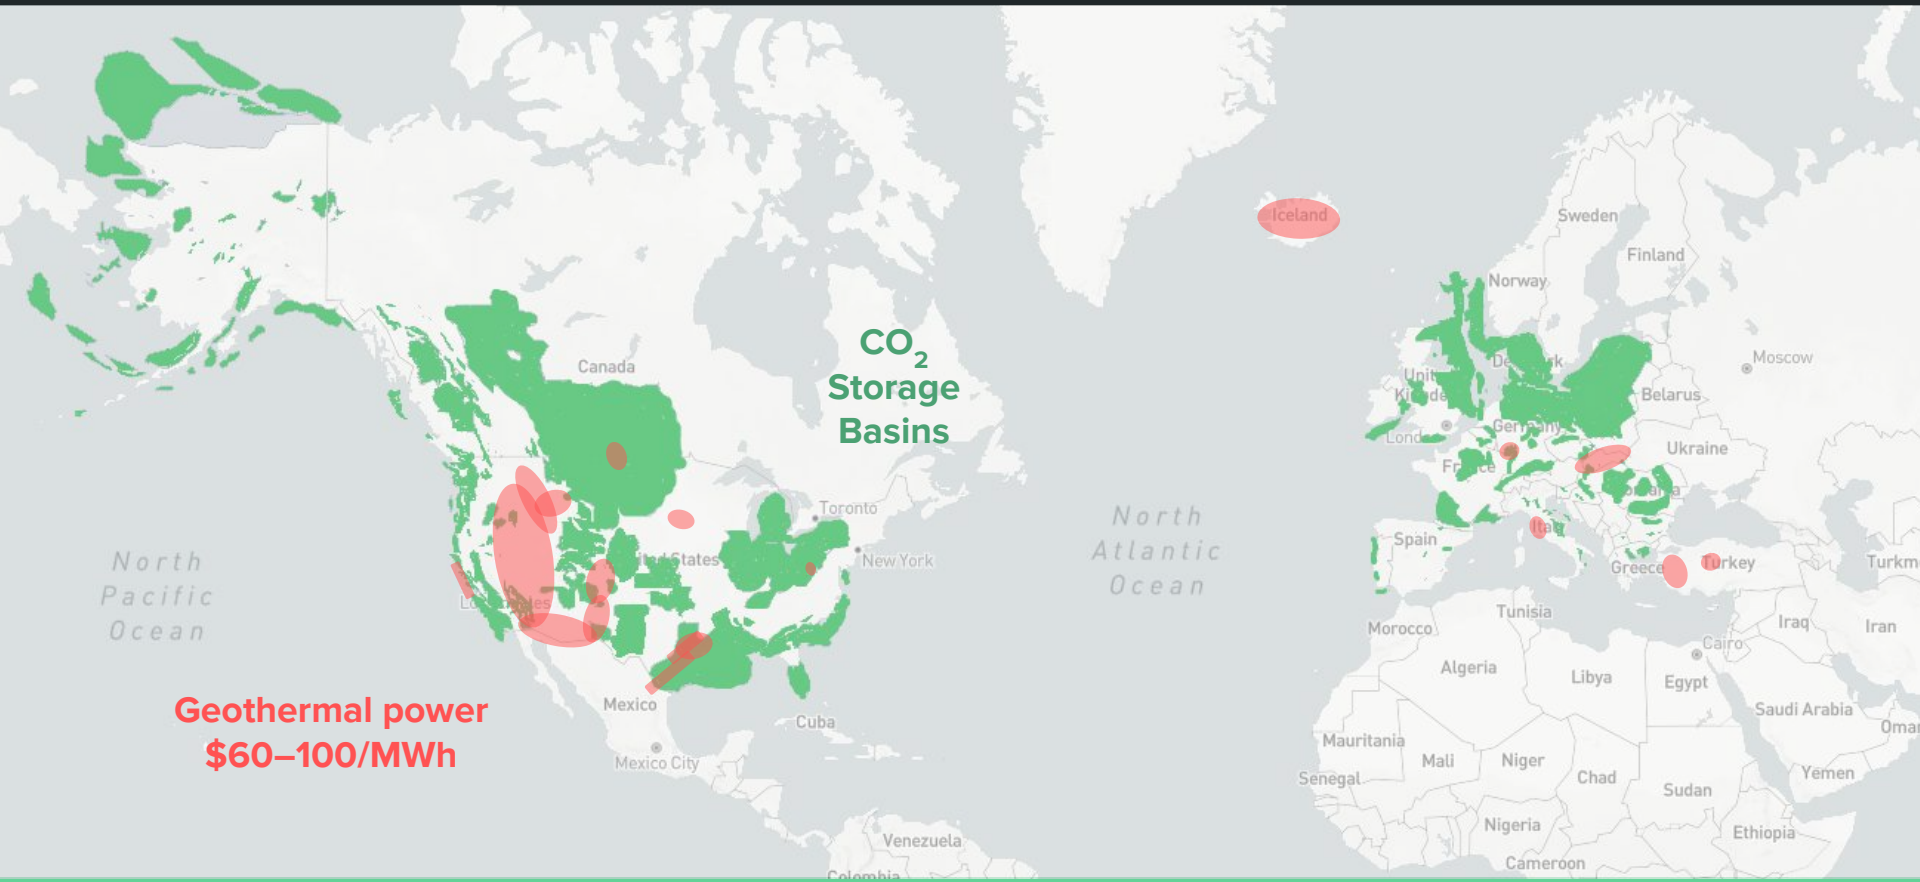 Iceland
Sweden
Finland
Norway
Moscow
CO2
Storage
Basins
Canada
Belarus
Ukraine
Germany
Toronto
New York
North
Atlantic
Ocean
North
Pacific
Ocean
Spain
Greece
Turkey
Tunisia
Morocco
Cairo
Iraq
Iran
Algeria
Libya
Egypt
Saudi Arabia
Mexico
Cuba
Geothermal power
$60–100/MWh
Mexico City
Mauritania
Mali
Niger
Chad
Sudan
Senegal
Yemen
Nigeria
Ethiopia
Venezuela
Cameroon
Colombia